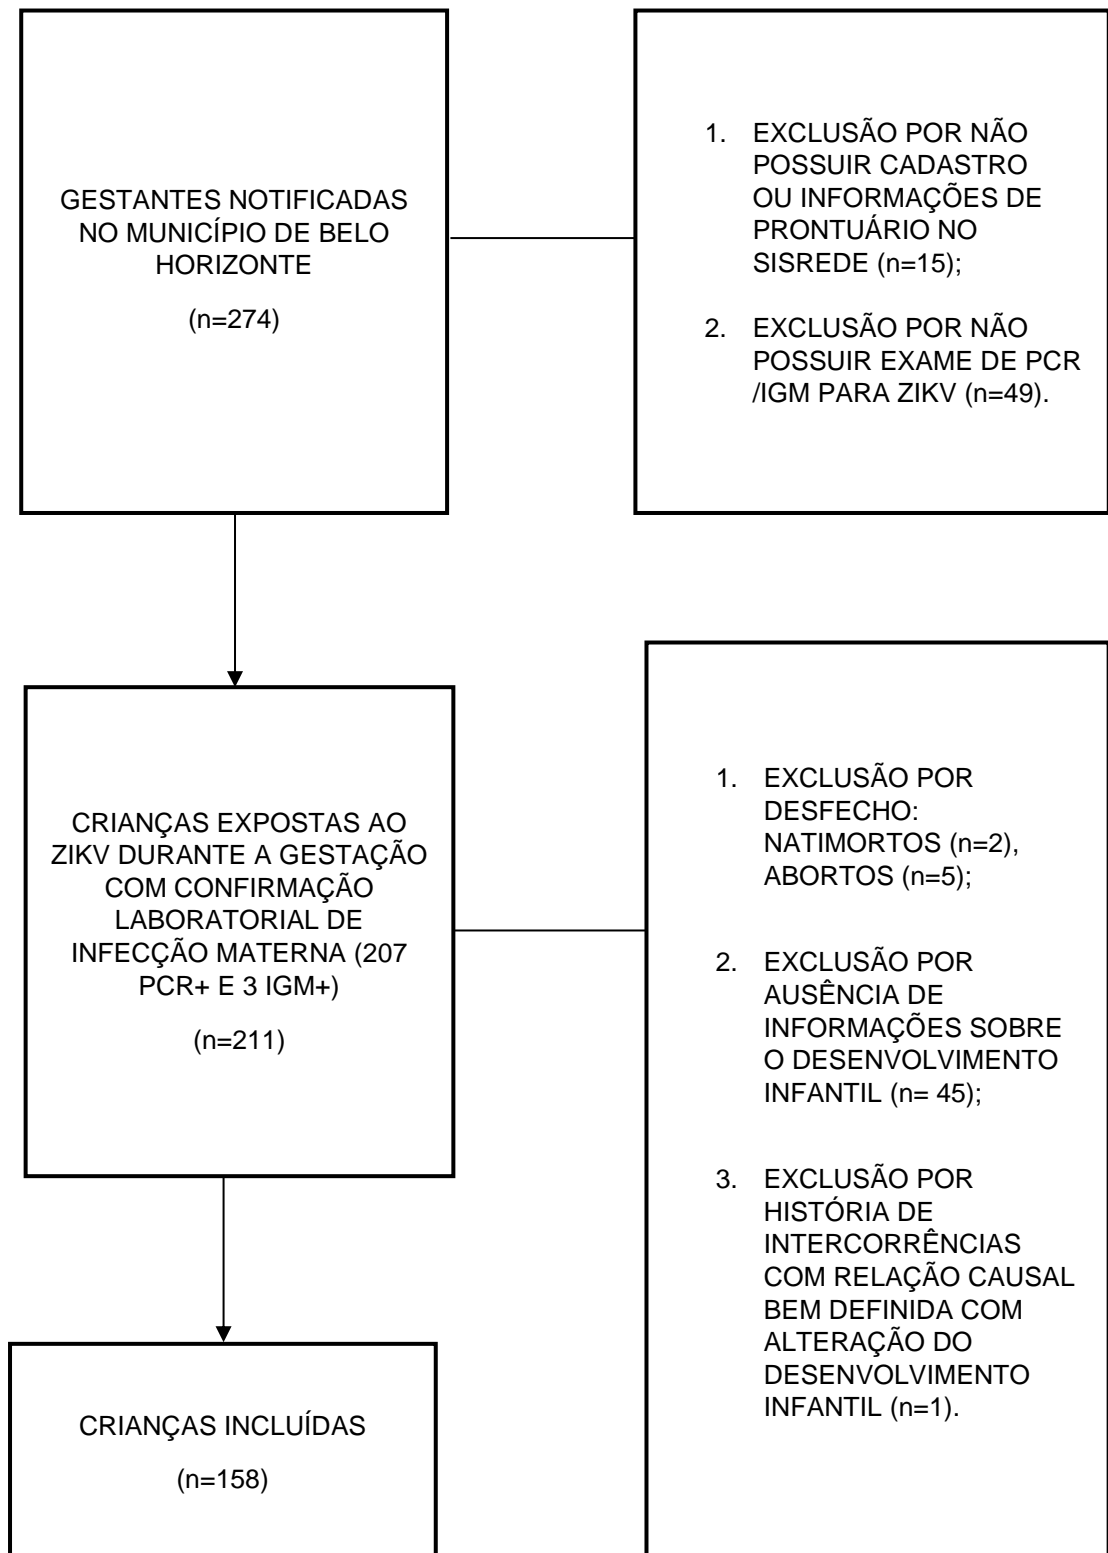 GESTANTES NOTIFICADAS
NO MUNICÍPIO DE BELO
HORIZONTE
(n=274)
1. EXCLUSÃO POR NÃO
POSSUIR CADASTRO
OU INFORMAÇÕES DE
PRONTUÁRIO NO
SISREDE (n=15);
2. EXCLUSÃO POR NÃO
POSSUIR EXAME DE PCR
/IGM PARA ZIKV (n=49).
CRIANÇAS EXPOSTAS AO
ZIKV DURANTE A GESTAÇÃO
COM CONFIRMAÇÃO
LABORATORIAL DE
INFECÇÃO MATERNA (207
PCR+ E 3 IGM+)
(n=211)
1. EXCLUSÃO POR
DESFECHO:
NATIMORTOS (n=2),
ABORTOS (n=5);
2. EXCLUSÃO POR
AUSÊNCIA DE
INFORMAÇÕES SOBRE
O DESENVOLVIMENTO
INFANTIL (n= 45);
3. EXCLUSÃO POR
HISTÓRIA DE
INTERCORRÊNCIAS
COM RELAÇÃO CAUSAL
BEM DEFINIDA COM
ALTERAÇÃO DO
DESENVOLVIMENTO
INFANTIL (n=1).
CRIANÇAS INCLUÍDAS
(n=158)